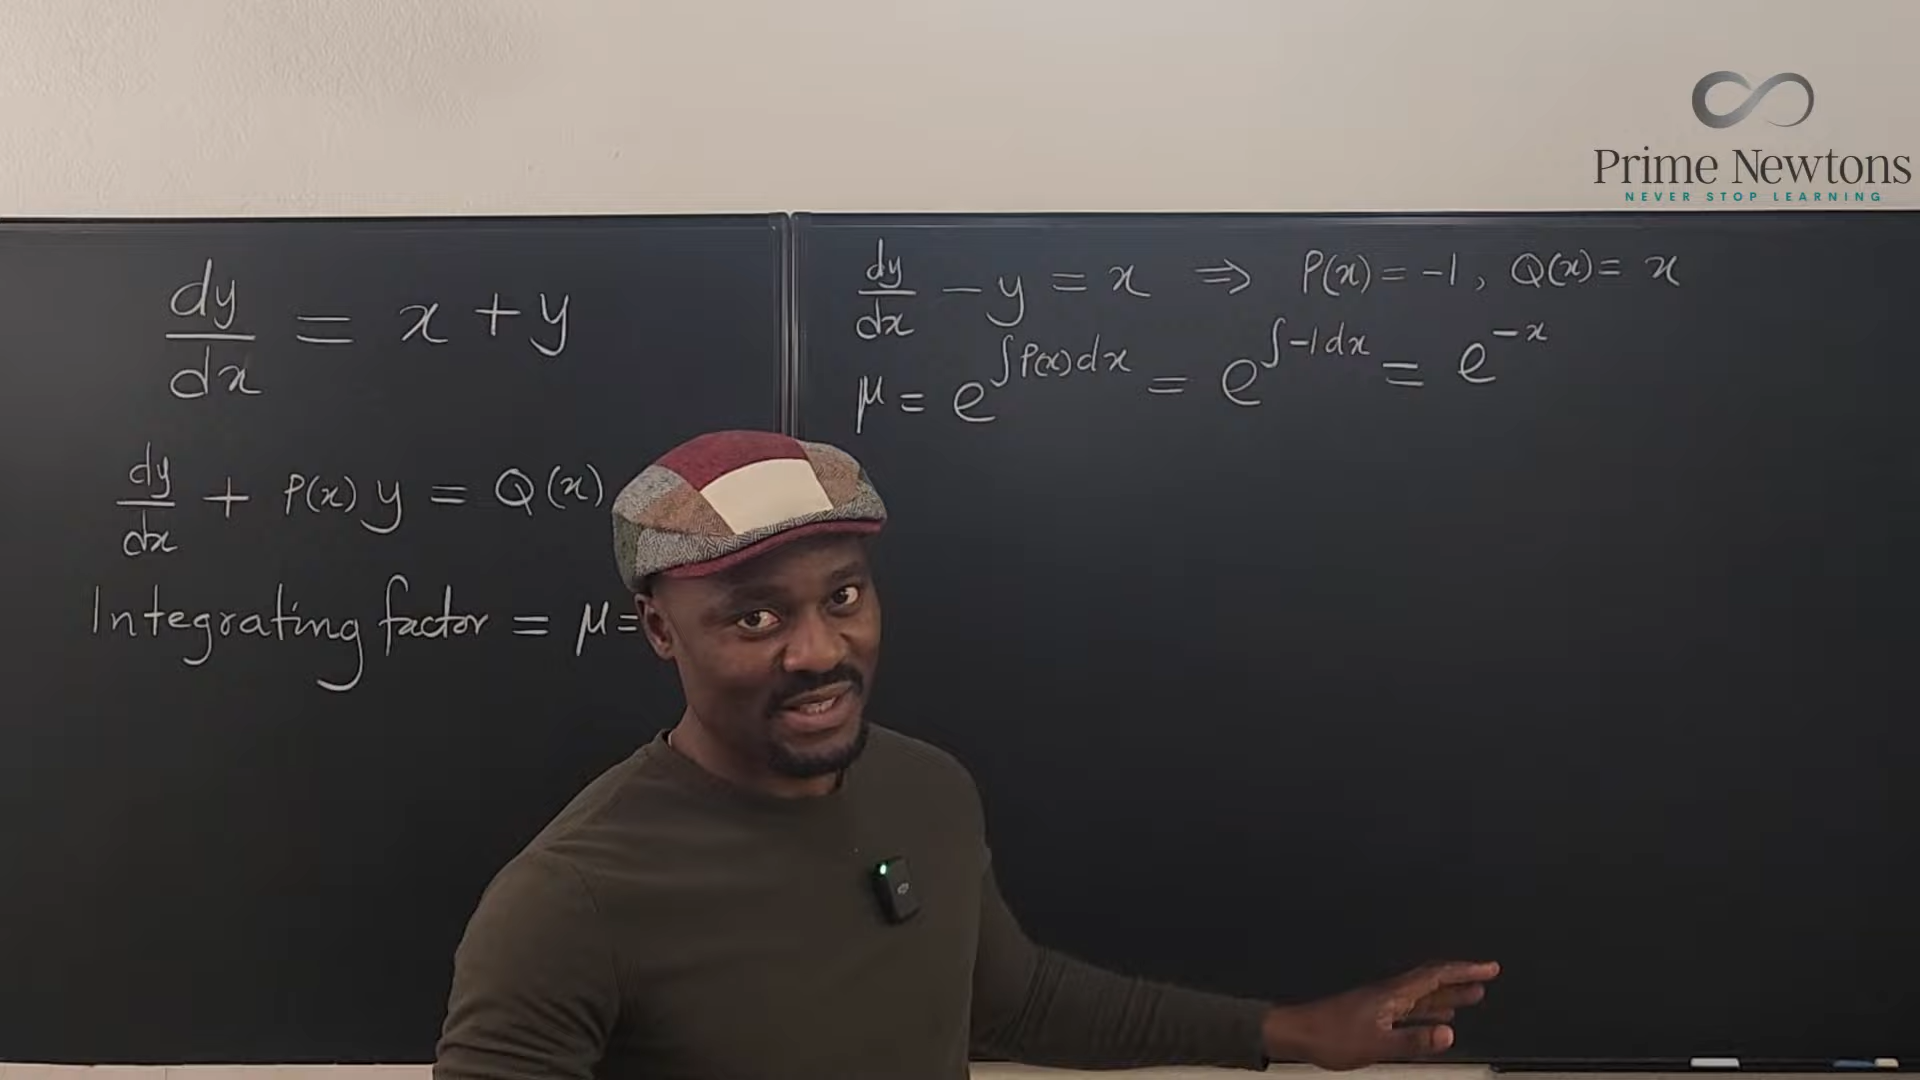 Prime Newtons
NEVER STOP LEARNING
dy/dx = x + y
dy/dx + P(x) y = Q(x)
Integrating factor = μ =
dy/dx - y = x ⇒ P(x) = -1, Q(x) = x
μ = e^∫P(x)dx = e^∫-1dx = e^-x